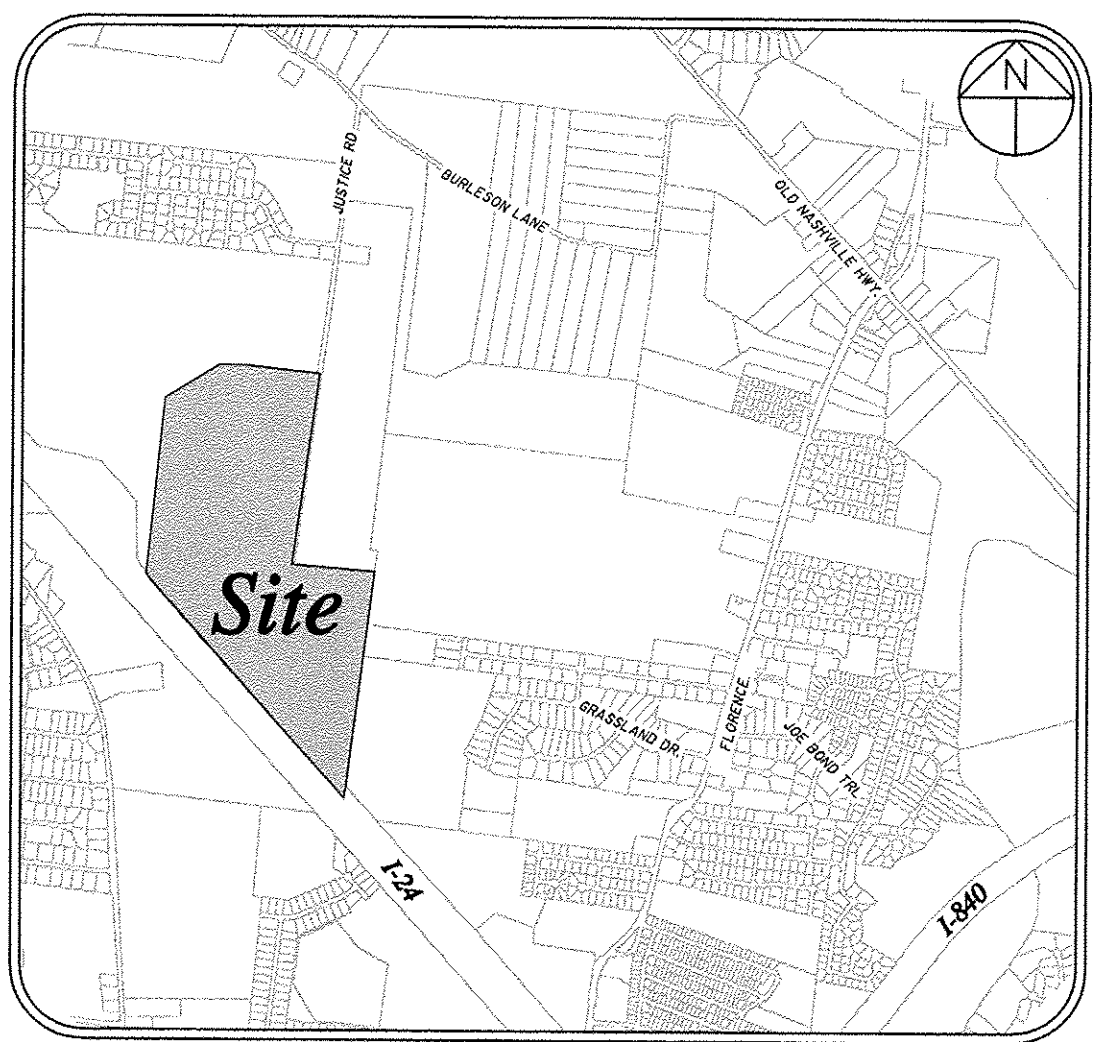 N
JUSTICE RD
BURLESON LANE
OLD NASHVILLE HWY.
Site
GRASSLAND DR.
FLORENCE.
JOE BOND TRL
I-24
I-840